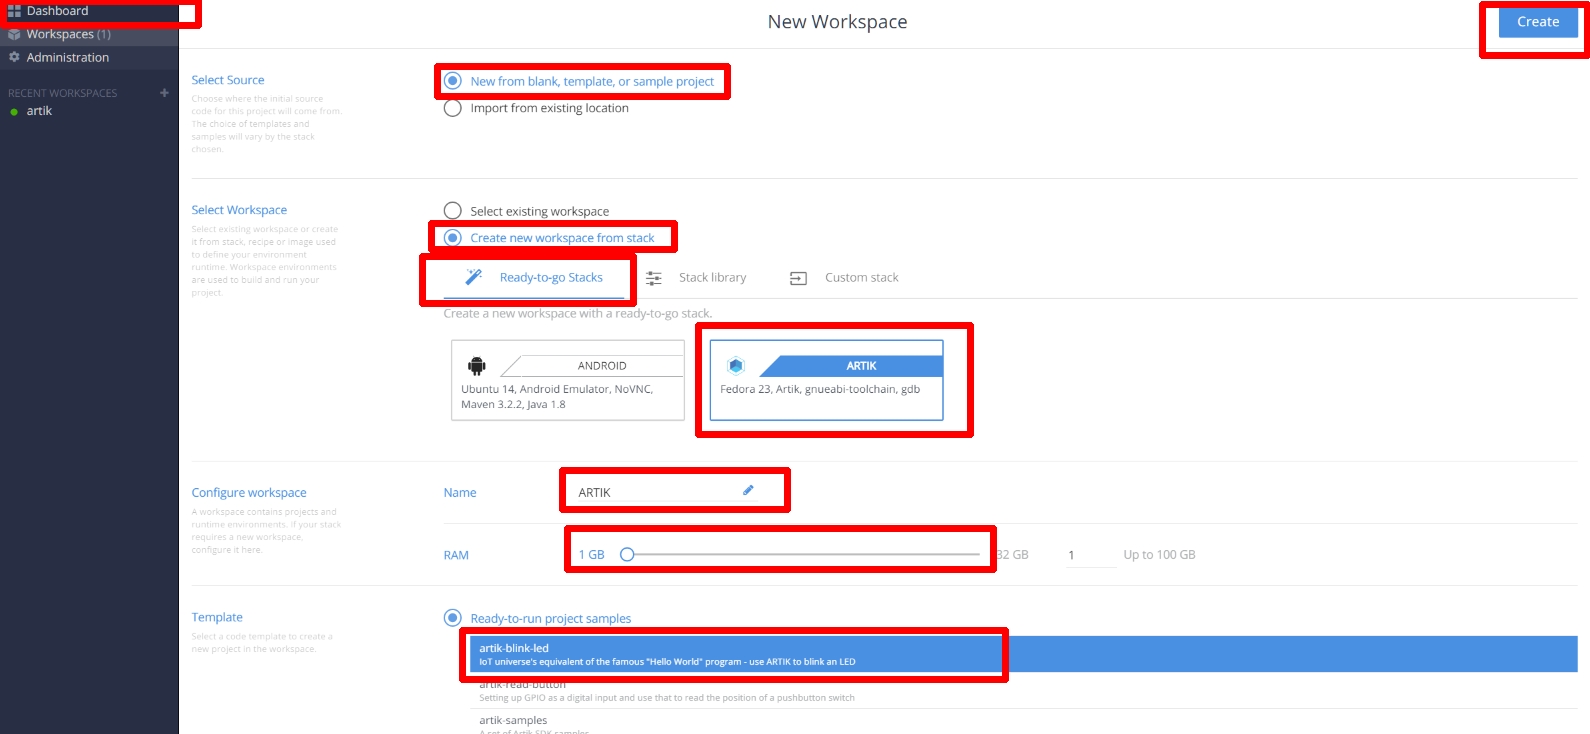 Dashboard
New Workspace
Create
Workspaces (1)
Administration
RECENT WORKSPACES +
artik
Select Source
Choose where the initial source
code for this project will come from.
The choice of templates and
samples will vary by the stack
chosen.
New from blank, template, or sample project
Import from existing location
Select Workspace
Select existing workspace or create
it from stack, recipe or image used
to define your environment
runtime. Workspace environments
are used to build and run your
project.
Select existing workspace
Create new workspace from stack
Ready-to-go Stacks
Stack library
Custom stack
Create a new workspace with a ready-to-go stack.
ANDROID
Ubuntu 14, Android Emulator, NoVNC,
Maven 3.2.2, Java 1.8
ARTIK
Fedora 23, Artik, gnueabi-toolchain, gdb
Configure workspace
A workspace contains projects and
runtime environments. If your stack
requires a new workspace,
configure it here.
Name
ARTIK
RAM
1 GB
32 GB
1
Up to 100 GB
Template
Select a code template to create a
new project in the workspace.
Ready-to-run project samples
artik-blink-led
IoT universe's equivalent of the famous "Hello World" program - use ARTIK to blink an LED
artik-read-button
Setting up GPIO as a digital input and use that to read the position of a pushbutton switch
artik-samples
A set of Artik SDK samples